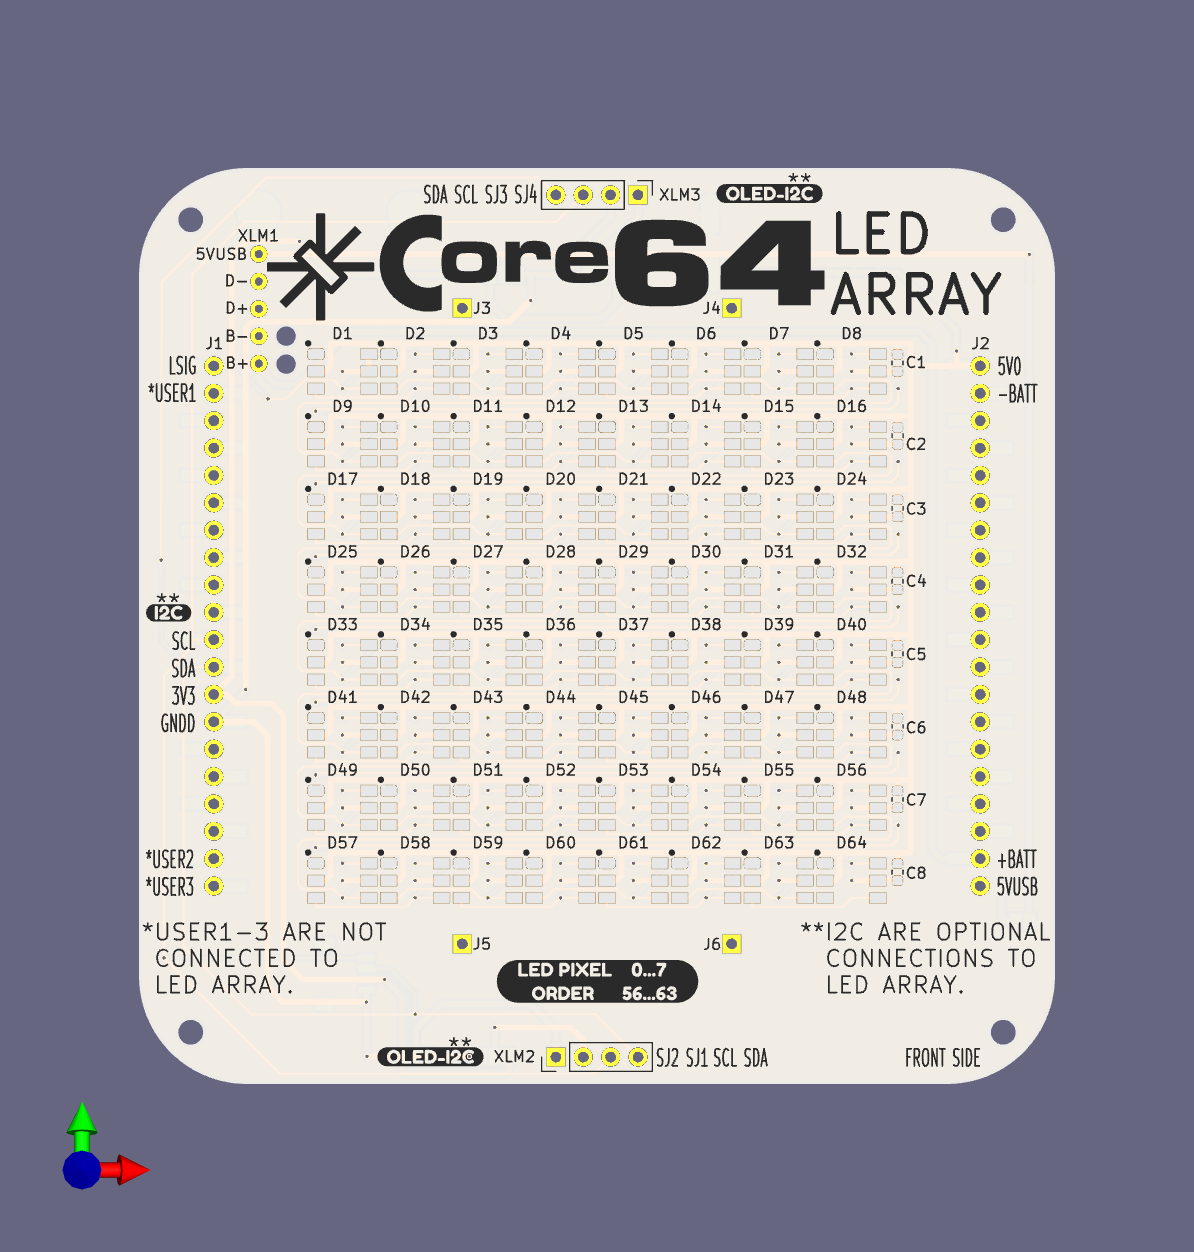 SDA SCL SJ3 SJ4 XLM3 **
OLED-I2C
Core64 LED
ARRAY
XLM1
5VUSB
D-
D+
B-
B+
J3 J4
J1 J2
LSIG 5V0
*USER1 -BATT
D1 D2 D3 D4 D5 D6 D7 D8
C1
D9 D10 D11 D12 D13 D14 D15 D16
C2
D17 D18 D19 D20 D21 D22 D23 D24
C3
D25 D26 D27 D28 D29 D30 D31 D32
C4
**
I2C
D33 D34 D35 D36 D37 D38 D39 D40
SCL
C5
SDA
3V3
D41 D42 D43 D44 D45 D46 D47 D48
GNDD
C6
D49 D50 D51 D52 D53 D54 D55 D56
C7
D57 D58 D59 D60 D61 D62 D63 D64
*USER2 +BATT
C8
*USER3 5VUSB
*USER1-3 ARE NOT
CONNECTED TO
LED ARRAY.
J5 J6
**I2C ARE OPTIONAL
CONNECTIONS TO
LED ARRAY.
LED PIXEL 0...7
ORDER 56...63
**
OLED-I2C XLM2 SJ2 SJ1 SCL SDA
FRONT SIDE